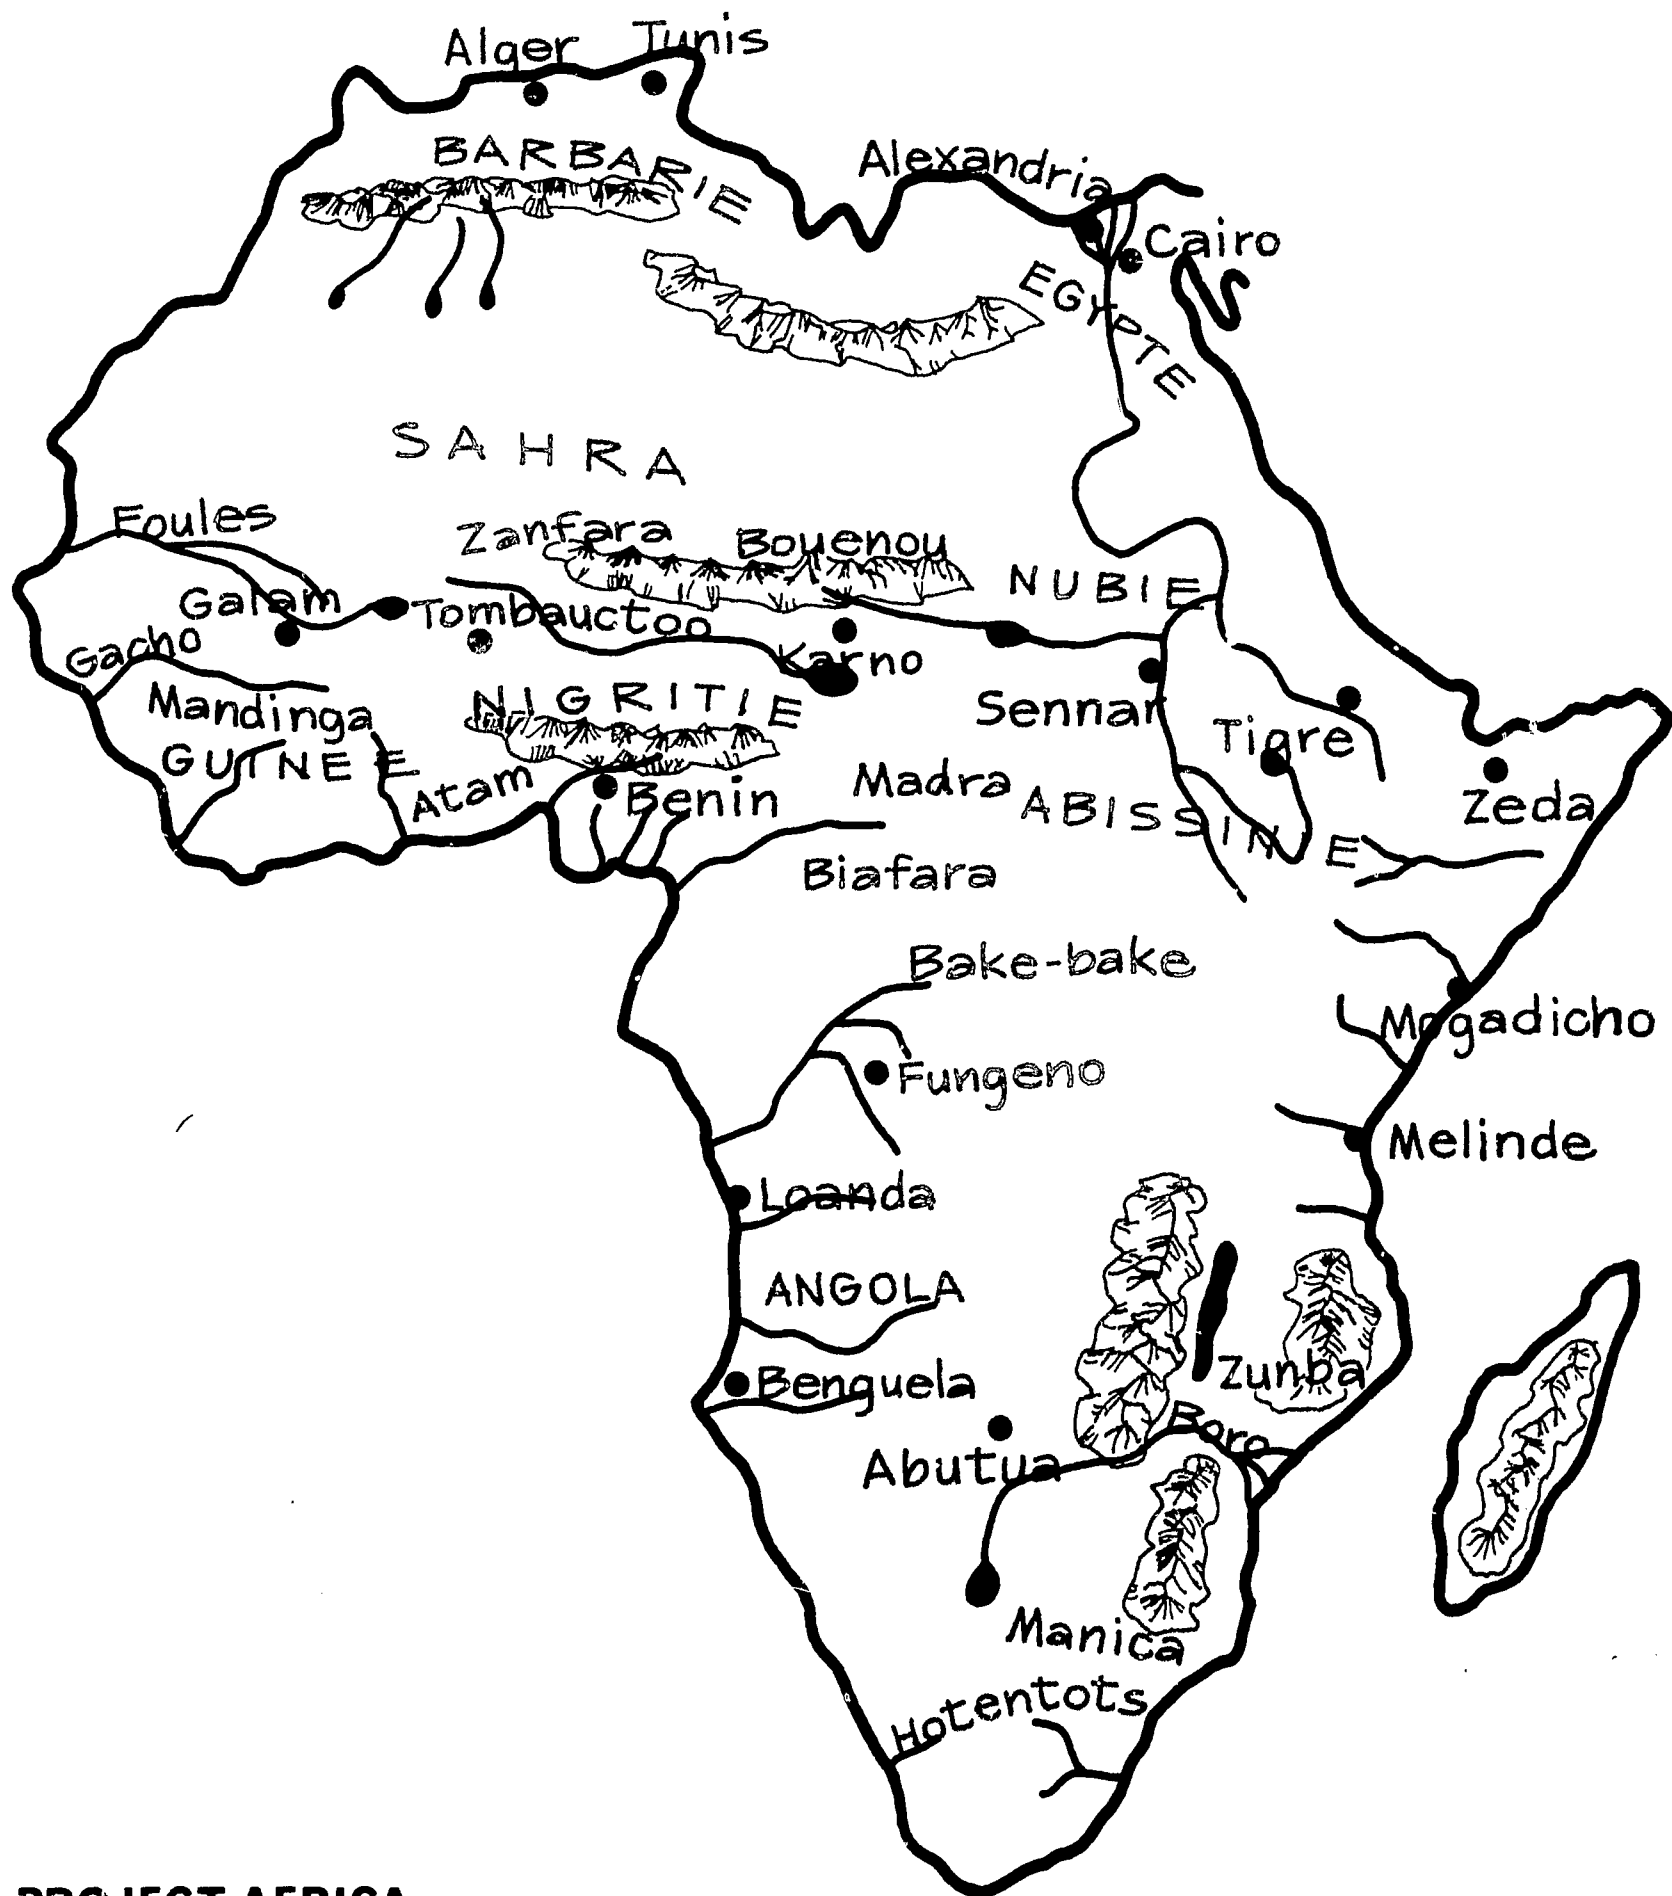 Alger
Tunis
BARBARIE
Alexandria
Cairo
EGYPTE
SAHRA
Foules
Zanfara
Bouenou
NUBIE
Galam
Tombauctoo
Gacho
Karno
Mandinga
NIGRITIE
Sennar
Tigre
GUINEE
Atam
Benin
Madra
ABISSINE
Zeda
Biafara
Bake-bake
Mogadicho
Fungeno
Melinde
Loanda
ANGOLA
Zunba
Benguela
Boro
Abutua
Manica
Hotentots
PROJECT AFRICA